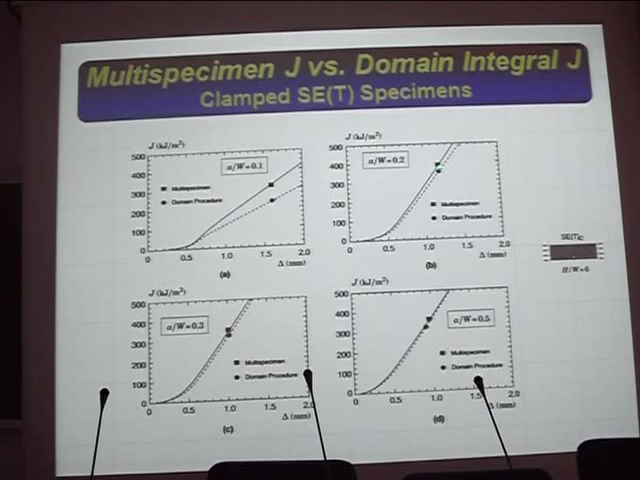 Multispecimen J vs. Domain Integral J
Clamped SE(T) Specimens
J (kJ/m²)
500
400
300
200
100
0
a/W=0.1
Multispecimen
Domain Procedure
0 0.5 1.0 1.5 2.0
Δ (mm)
(a)
J (kJ/m²)
500
400
300
200
100
0
a/W=0.2
Multispecimen
Domain Procedure
0 0.5 1.0 1.5 2.0
Δ (mm)
(b)
SE(T)C
H/W=6
J (kJ/m²)
500
400
300
200
100
0
a/W=0.3
Multispecimen
Domain Procedure
0 0.5 1.0 1.5 2.0
Δ (mm)
(c)
J (kJ/m²)
500
400
300
200
100
0
a/W=0.5
Multispecimen
Domain Procedure
0 0.5 1.0 1.5 2.0
Δ (mm)
(d)